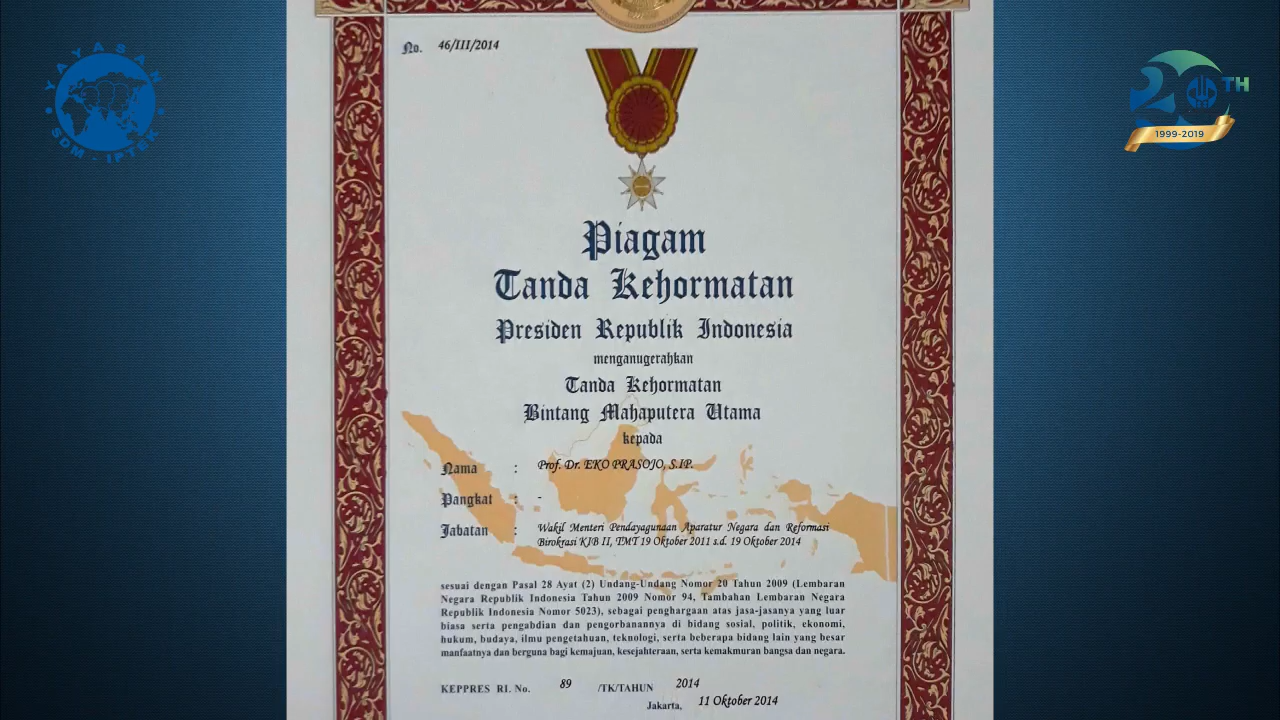 No. 46/III/2014
YAYASAN
SDM - IPTEK
20TH
1999-2019
Piagam
Tanda Kehormatan
Presiden Republik Indonesia
menganugerahkan
Tanda Kehormatan
Bintang Mahaputera Utama
kepada
Nama : Prof. Dr. EKO PRASOJO, S.IP.
Pangkat : -
Jabatan : Wakil Menteri Pendayagunaan Aparatur Negara dan Reformasi
Birokrasi KIB II, TMT 19 Oktober 2011 s.d. 19 Oktober 2014
sesuai dengan Pasal 28 Ayat (2) Undang-Undang Nomor 20 Tahun 2009 (Lembaran
Negara Republik Indonesia Tahun 2009 Nomor 94, Tambahan Lembaran Negara
Republik Indonesia Nomor 5023), sebagai penghargaan atas jasa-jasanya yang luar
biasa serta pengabdian dan pengorbanannya di bidang sosial, politik, ekonomi,
hukum, budaya, ilmu pengetahuan, teknologi, serta beberapa bidang lain yang besar
manfaatnya dan berguna bagi kemajuan, kesejahteraan, serta kemakmuran bangsa dan negara.
KEPPRES RI. No. 89 /TK/TAHUN 2014
Jakarta, 11 Oktober 2014